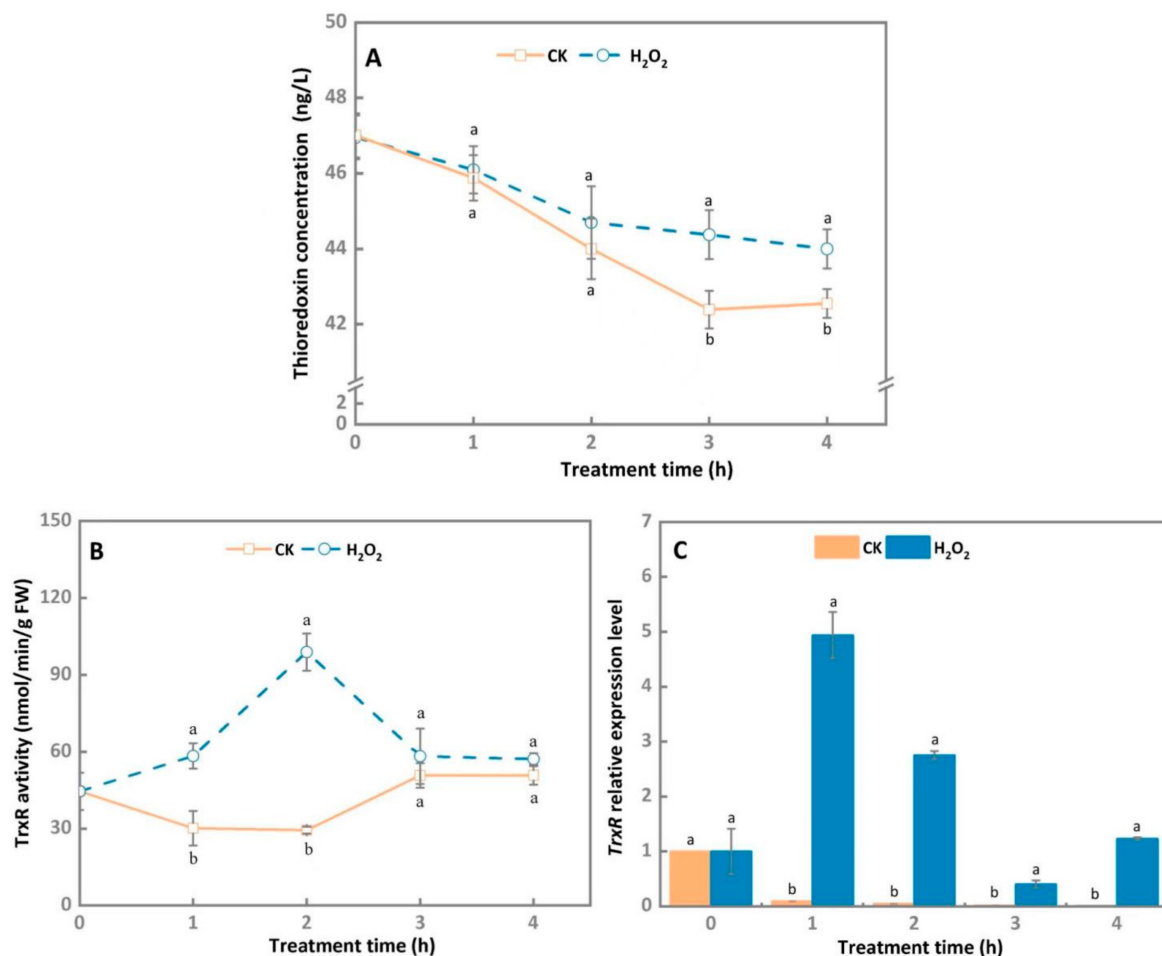 A
CK
H₂O₂
Thioredoxin concentration (ng/L)
50
48
46
44
42
2
0
a
a
a
a
a
a
b
b
0 1 2 3 4
Treatment time (h)
B
CK
H₂O₂
TrxR avtivity (nmol/min/g FW)
150
120
90
60
30
0
a
a
a
a
b
b
a
a
0 1 2 3 4
Treatment time (h)
C
CK
H₂O₂
TrxR relative expression level
7
6
5
4
3
2
1
0
a a
b a
b a
b a
b a
0 1 2 3 4
Treatment time (h)